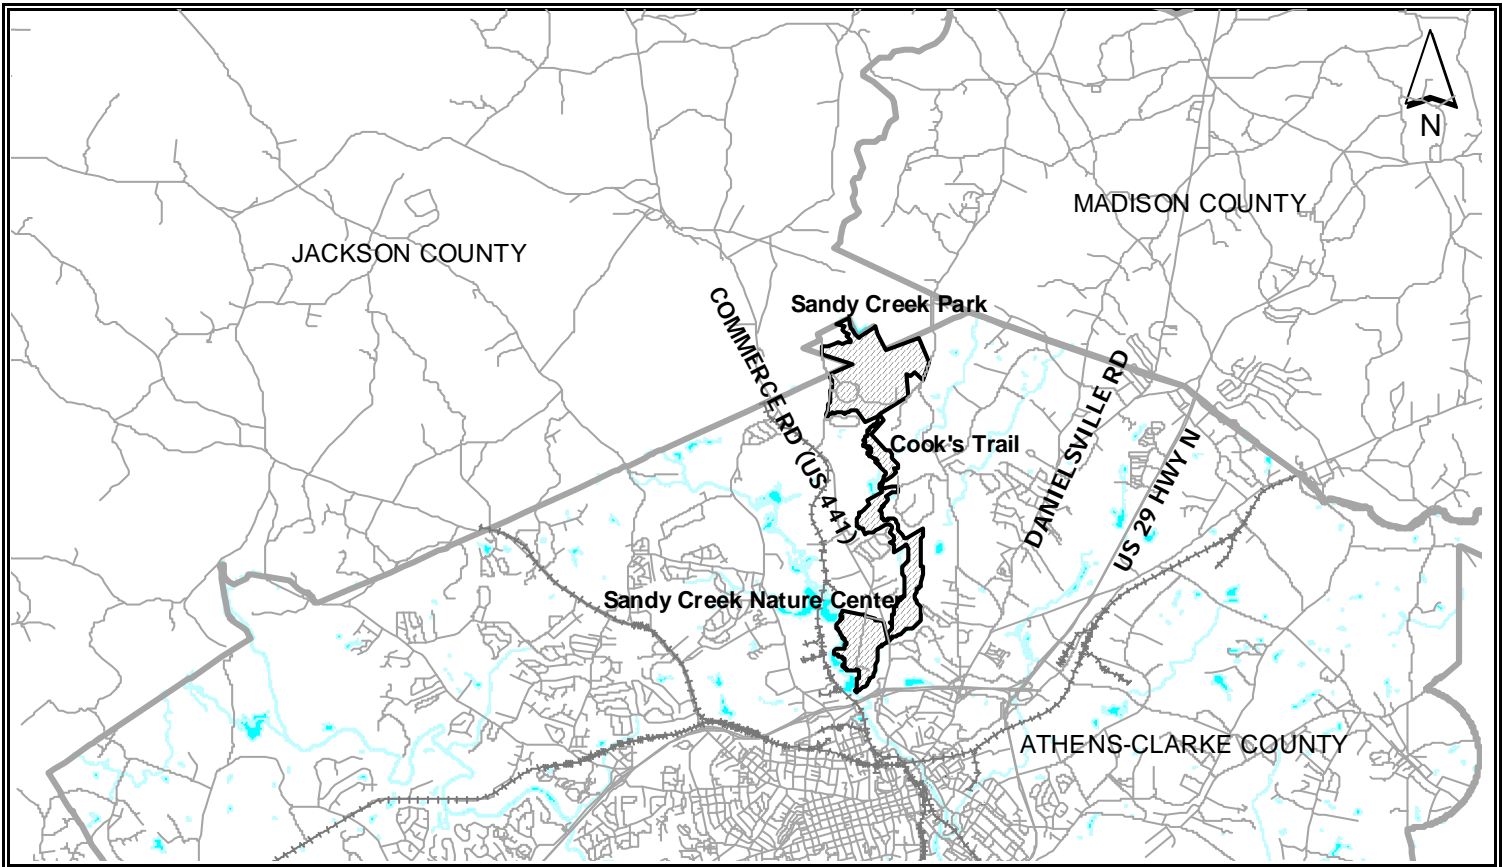 N
MADISON COUNTY
JACKSON COUNTY
Sandy Creek Park
COMMERCE RD (US 441)
Cook's Trail
DANIELSVILLE RD
US 29 HWY N
Sandy Creek Nature Center
ATHENS-CLARKE COUNTY